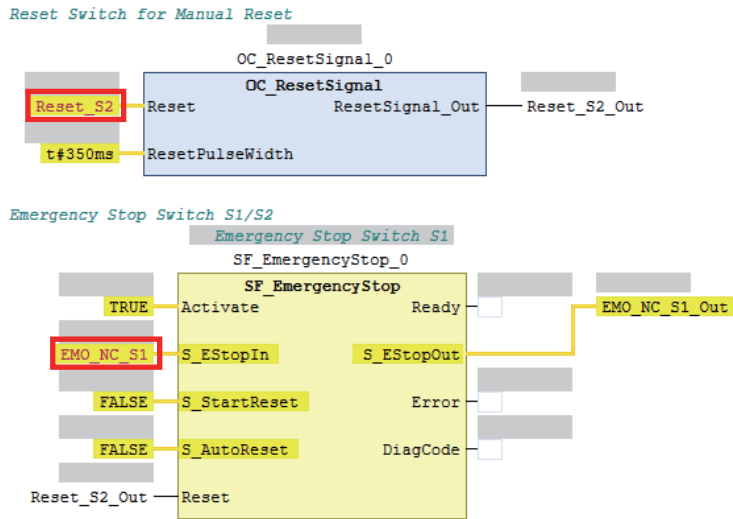 Reset Switch for Manual Reset
OC_ResetSignal_0
OC_ResetSignal
Reset_S2 Reset ResetSignal_Out Reset_S2_Out
t#350ms ResetPulseWidth
Emergency Stop Switch S1/S2
Emergency Stop Switch S1
SF_EmergencyStop_0
SF_EmergencyStop
TRUE Activate Ready EMO_NC_S1_Out
EMO_NC_S1 S_EStopIn S_EStopOut
FALSE S_StartReset Error
FALSE S_AutoReset DiagCode
Reset_S2_Out Reset